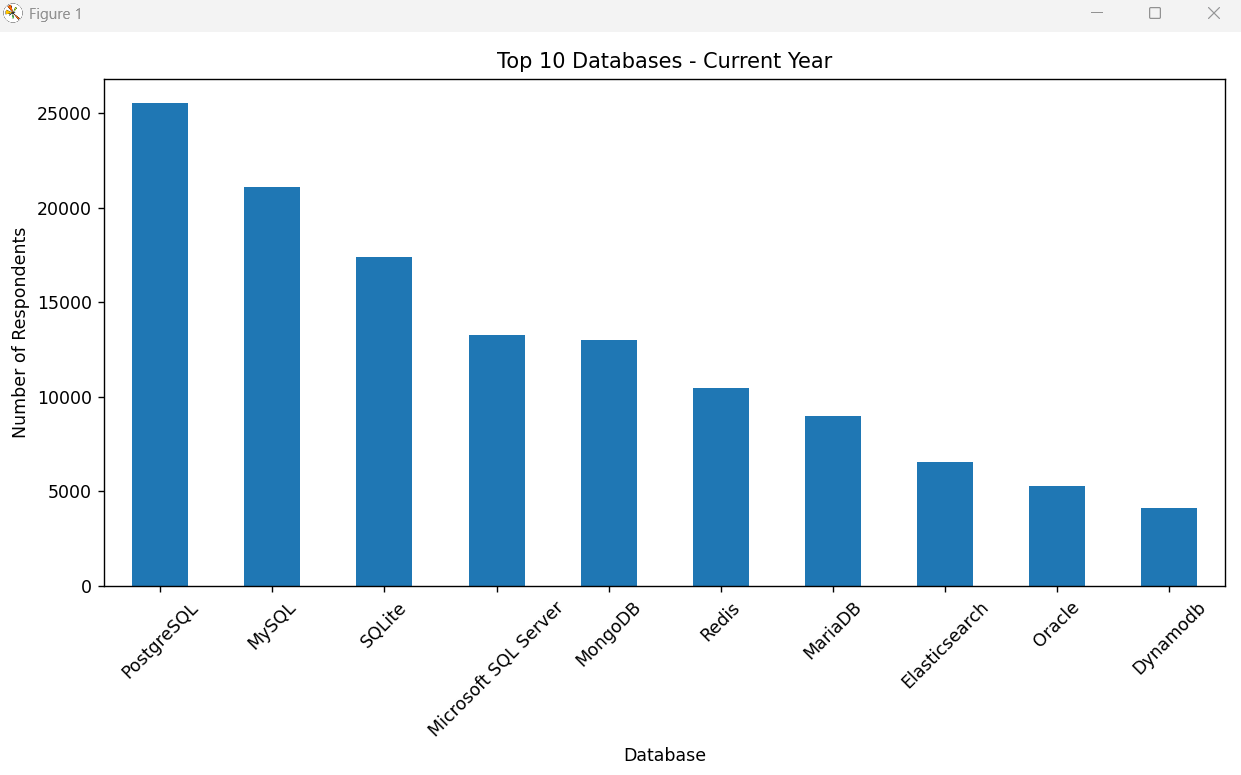 Figure 1
Top 10 Databases - Current Year
25000
20000
15000
10000
5000
0
Number of Respondents
PostgreSQL
MySQL
SQLite
Microsoft SQL Server
MongoDB
Redis
MariaDB
Elasticsearch
Oracle
Dynamodb
Database